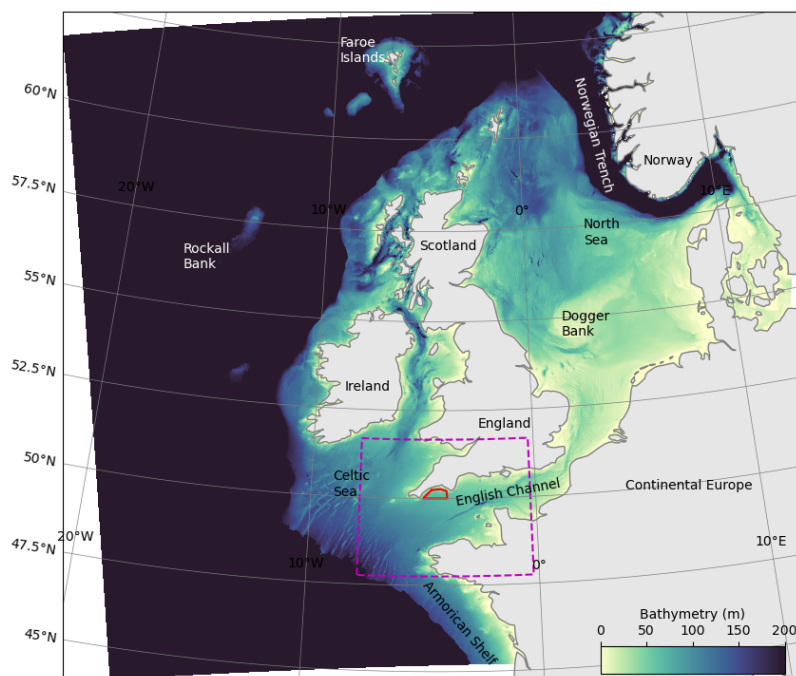 Faroe
Islands
Norwegian Trench
Norway
60°N
57.5°N
55°N
52.5°N
50°N
47.5°N
45°N
20°W
10°W
0°
10°E
North
Sea
Scotland
Rockall
Bank
Dogger
Bank
Ireland
England
Celtic
Sea
English Channel
Continental Europe
20°W
10°W
0°
10°E
Armorican Shelf
Bathymetry (m)
0 50 100 150 200